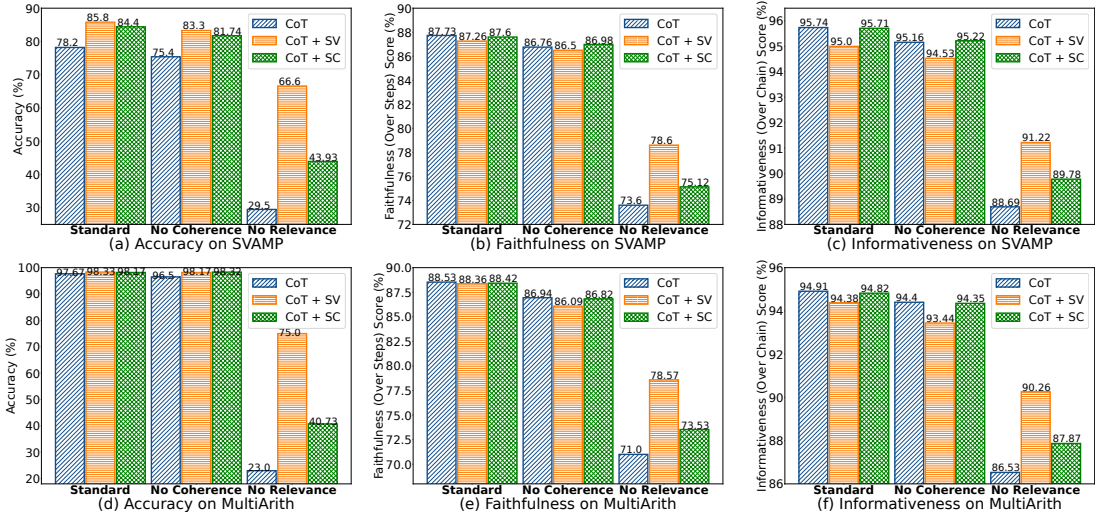 Accuracy (%)
90
80
70
60
50
40
30
78.2
85.8
84.4
75.4
83.3
81.74
29.5
66.6
43.93
CoT
CoT + SV
CoT + SC
Standard
No Coherence
No Relevance
(a) Accuracy on SVAMP
Faithfulness (Over Steps) Score (%)
90
88
86
84
82
80
78
76
74
72
87.73
87.26
87.6
86.76
86.5
86.98
73.6
78.6
75.12
CoT
CoT + SV
CoT + SC
Standard
No Coherence
No Relevance
(b) Faithfulness on SVAMP
Informativeness (Over Chain) Score (%)
96
95
94
93
92
91
90
89
88
95.74
95.0
95.71
95.16
94.53
95.22
88.69
91.22
89.78
CoT
CoT + SV
CoT + SC
Standard
No Coherence
No Relevance
(c) Informativeness on SVAMP
Accuracy (%)
100
90
80
70
60
50
40
30
20
97.67
98.33
98.17
96.5
98.17
98.32
23.0
75.0
40.73
CoT
CoT + SV
CoT + SC
Standard
No Coherence
No Relevance
(d) Accuracy on MultiArith
Faithfulness (Over Steps) Score (%)
90.0
87.5
85.0
82.5
80.0
77.5
75.0
72.5
70.0
88.53
88.36
88.42
86.94
86.09
86.82
71.0
78.57
73.53
CoT
CoT + SV
CoT + SC
Standard
No Coherence
No Relevance
(e) Faithfulness on MultiArith
Informativeness (Over Chain) Score (%)
96
94
92
90
88
86
94.91
94.38
94.82
94.4
93.44
94.35
86.53
90.26
87.87
CoT
CoT + SV
CoT + SC
Standard
No Coherence
No Relevance
(f) Informativeness on MultiArith